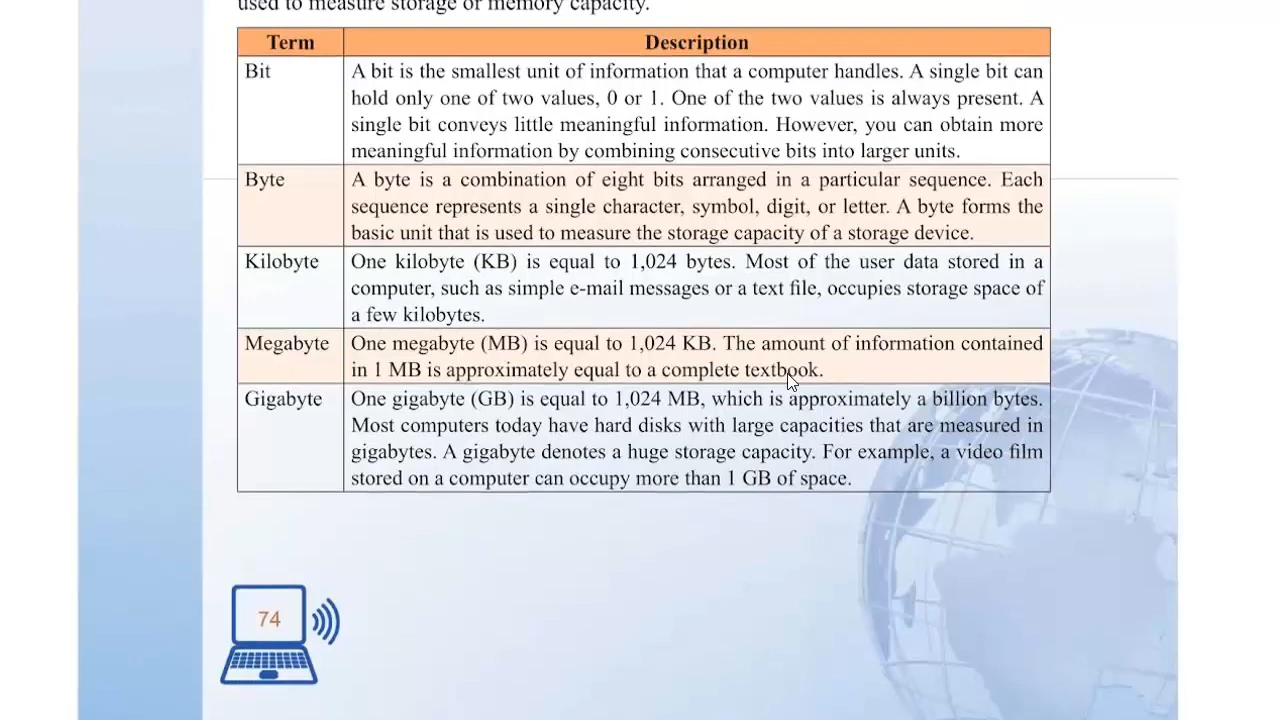 used to measure storage or memory capacity.
Term Description
Bit A bit is the smallest unit of information that a computer handles. A single bit can
hold only one of two values, 0 or 1. One of the two values is always present. A
single bit conveys little meaningful information. However, you can obtain more
meaningful information by combining consecutive bits into larger units.
Byte A byte is a combination of eight bits arranged in a particular sequence. Each
sequence represents a single character, symbol, digit, or letter. A byte forms the
basic unit that is used to measure the storage capacity of a storage device.
Kilobyte One kilobyte (KB) is equal to 1,024 bytes. Most of the user data stored in a
computer, such as simple e-mail messages or a text file, occupies storage space of
a few kilobytes.
Megabyte One megabyte (MB) is equal to 1,024 KB. The amount of information contained
in 1 MB is approximately equal to a complete textbook.
Gigabyte One gigabyte (GB) is equal to 1,024 MB, which is approximately a billion bytes.
Most computers today have hard disks with large capacities that are measured in
gigabytes. A gigabyte denotes a huge storage capacity. For example, a video film
stored on a computer can occupy more than 1 GB of space.
74